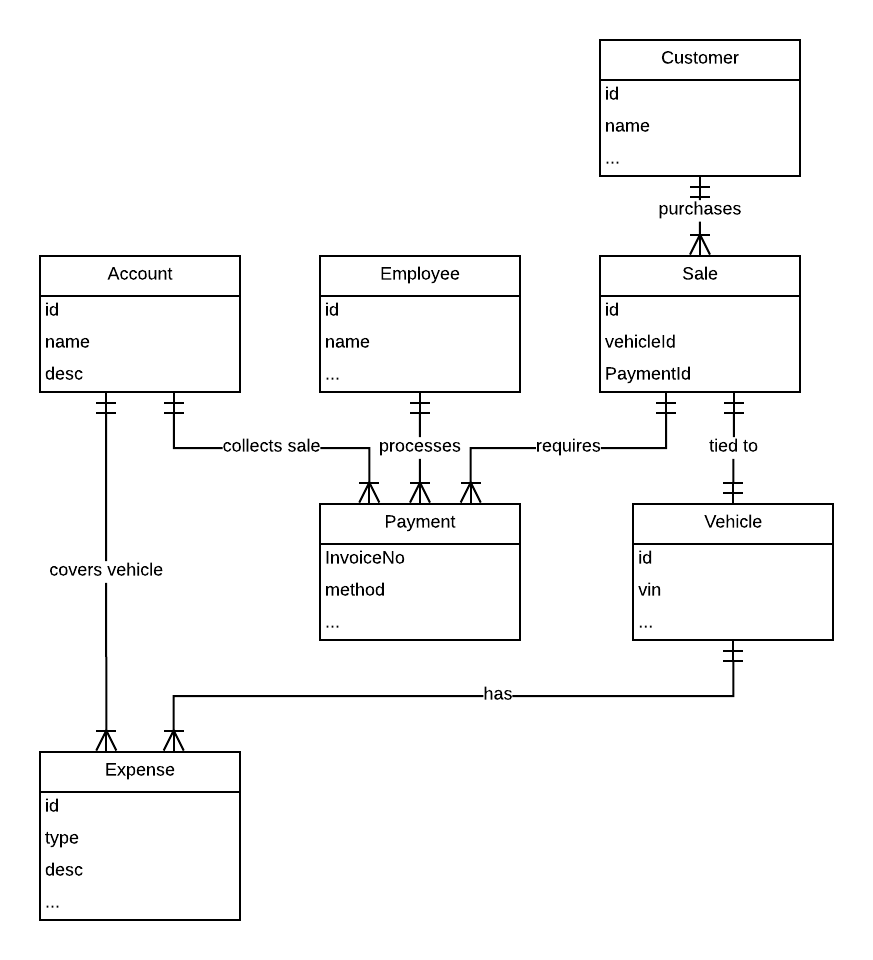 Customer
id
name
...
purchases
Account
id
name
desc
Employee
id
name
...
Sale
id
vehicleId
PaymentId
collects sale
processes
requires
tied to
Payment
InvoiceNo
method
...
Vehicle
id
vin
...
covers vehicle
has
Expense
id
type
desc
...